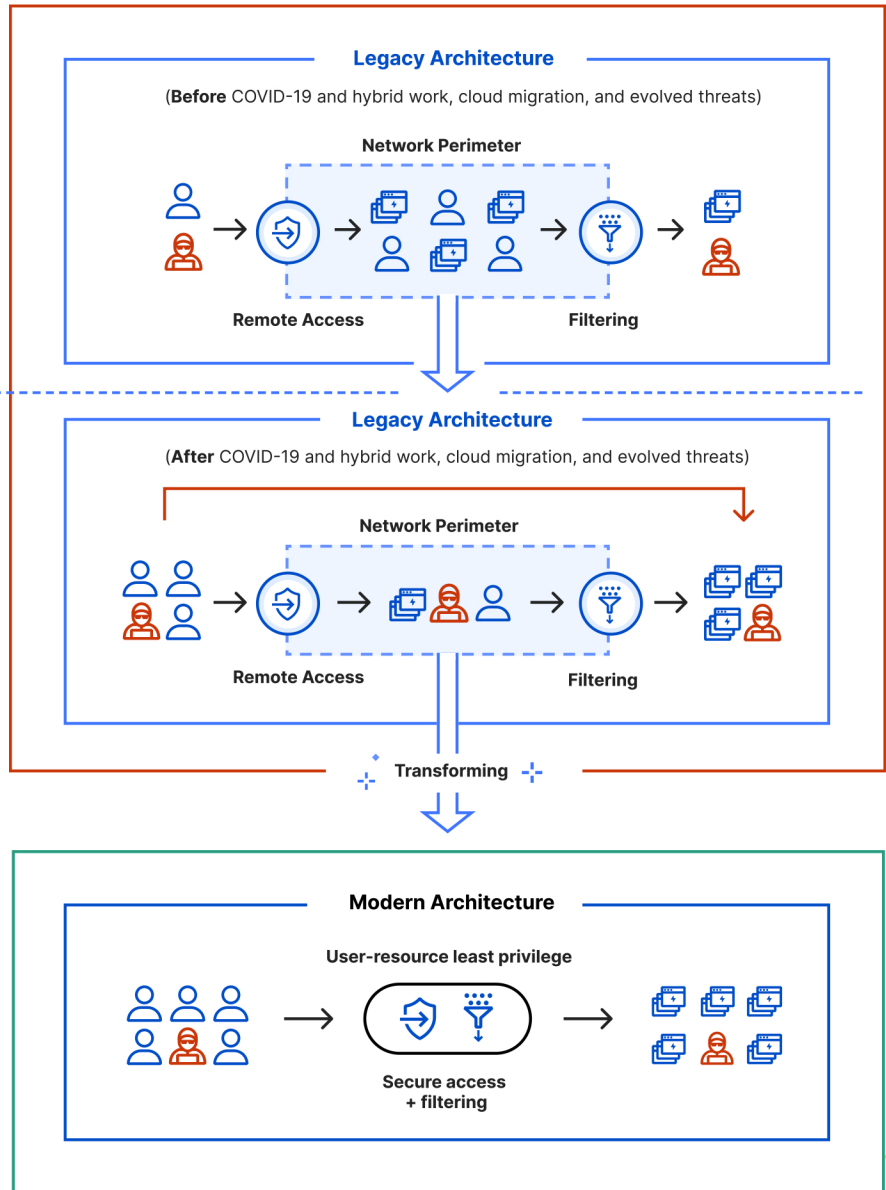 Legacy Architecture
(Before COVID-19 and hybrid work, cloud migration, and evolved threats)
Network Perimeter
Remote Access
Filtering
Legacy Architecture
(After COVID-19 and hybrid work, cloud migration, and evolved threats)
Network Perimeter
Remote Access
Filtering
Transforming
Modern Architecture
User-resource least privilege
Secure access
+ filtering